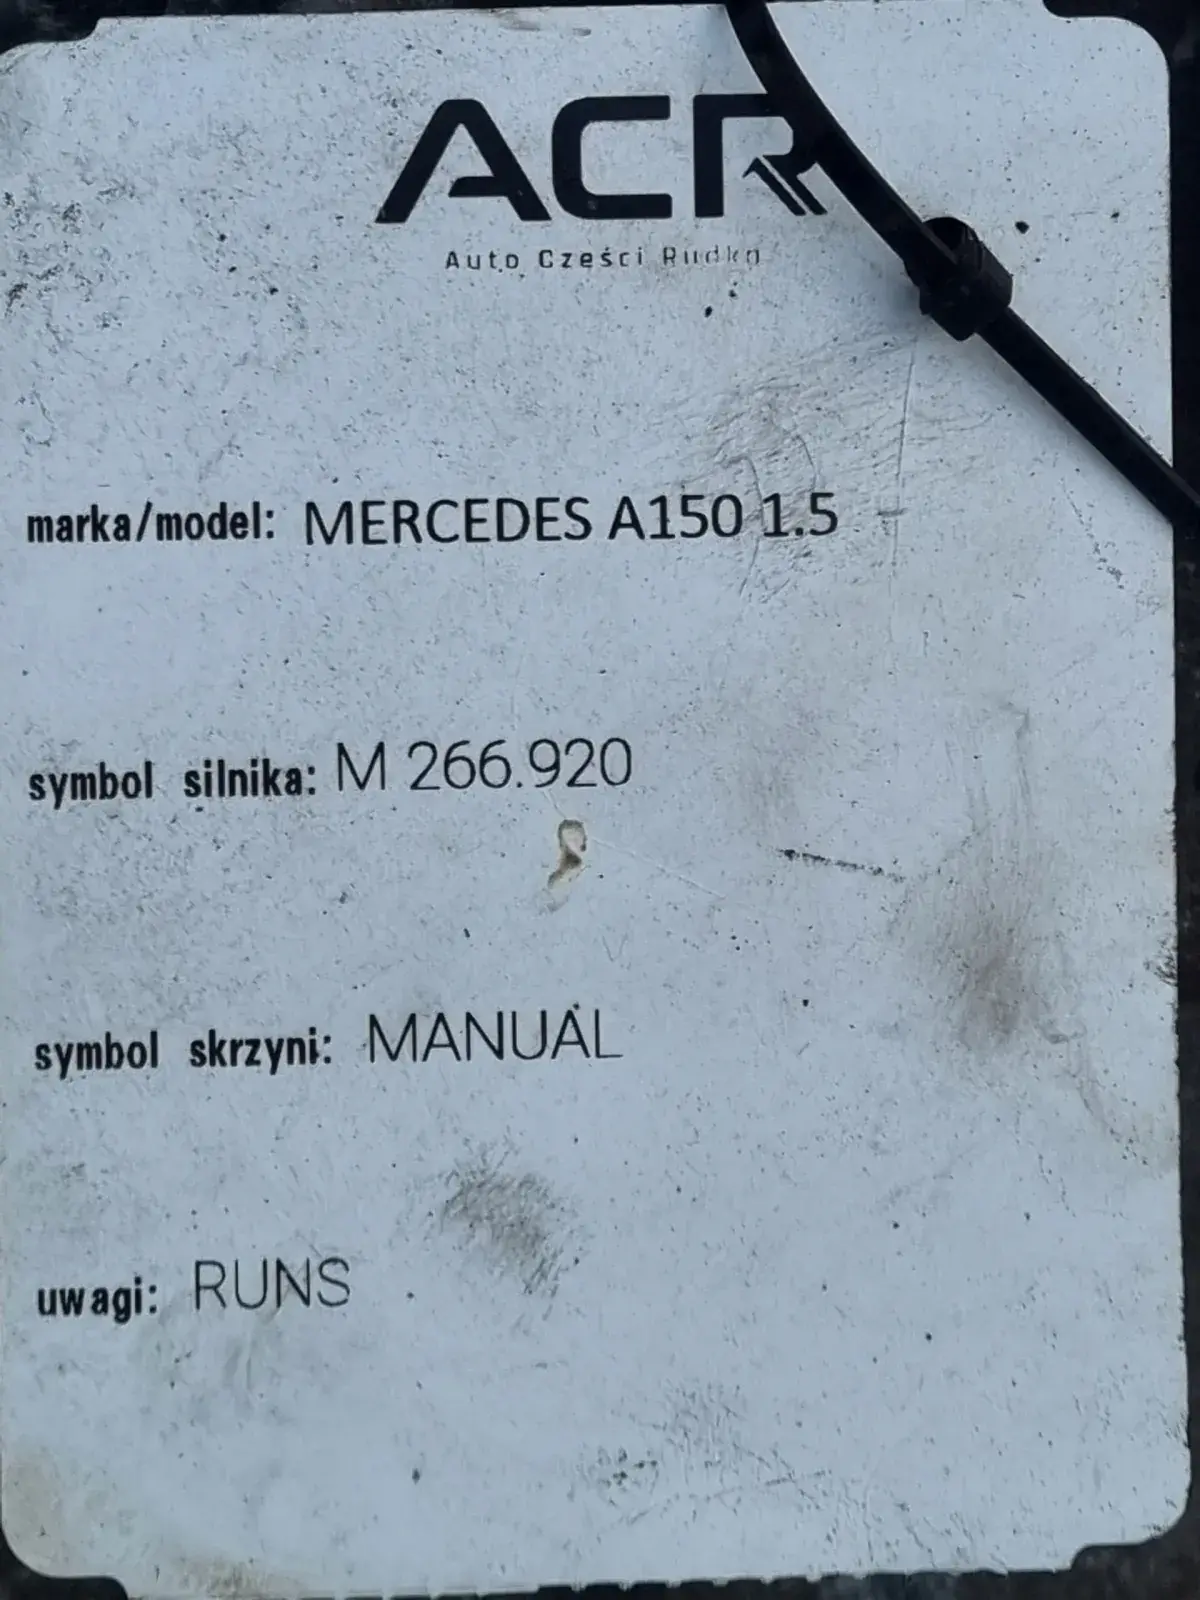 ACR
Auto Części Rudka
marka/model: MERCEDES A150 1.5
symbol silnika: M 266.920
symbol skrzyni: MANUAL
uwagi: RUNS